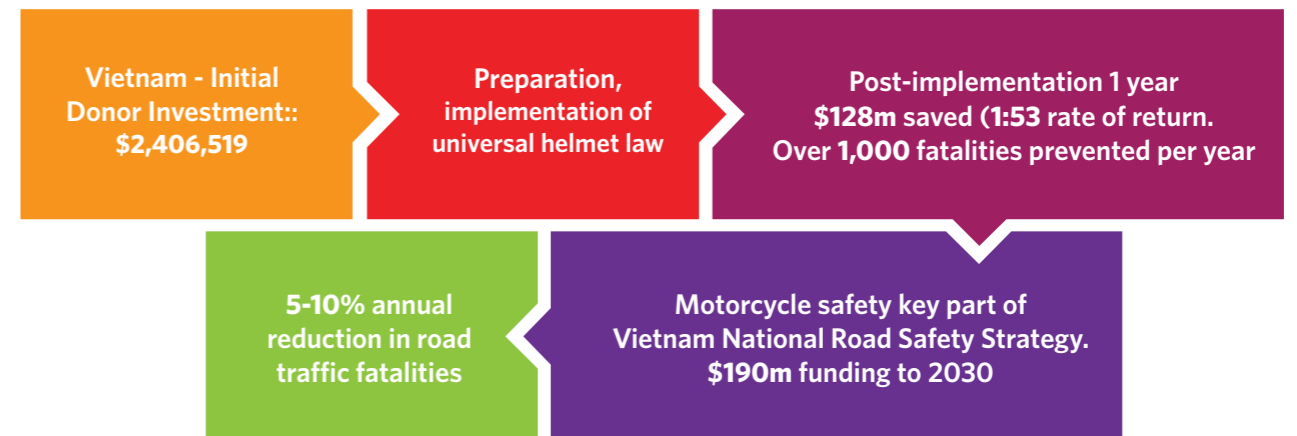 Vietnam - Initial
Donor Investment::
$2,406,519
Preparation,
implementation of
universal helmet law
Post-implementation 1 year
$128m saved (1:53 rate of return.
Over 1,000 fatalities prevented per year
Motorcycle safety key part of
Vietnam National Road Safety Strategy.
$190m funding to 2030
5-10% annual
reduction in road
traffic fatalities